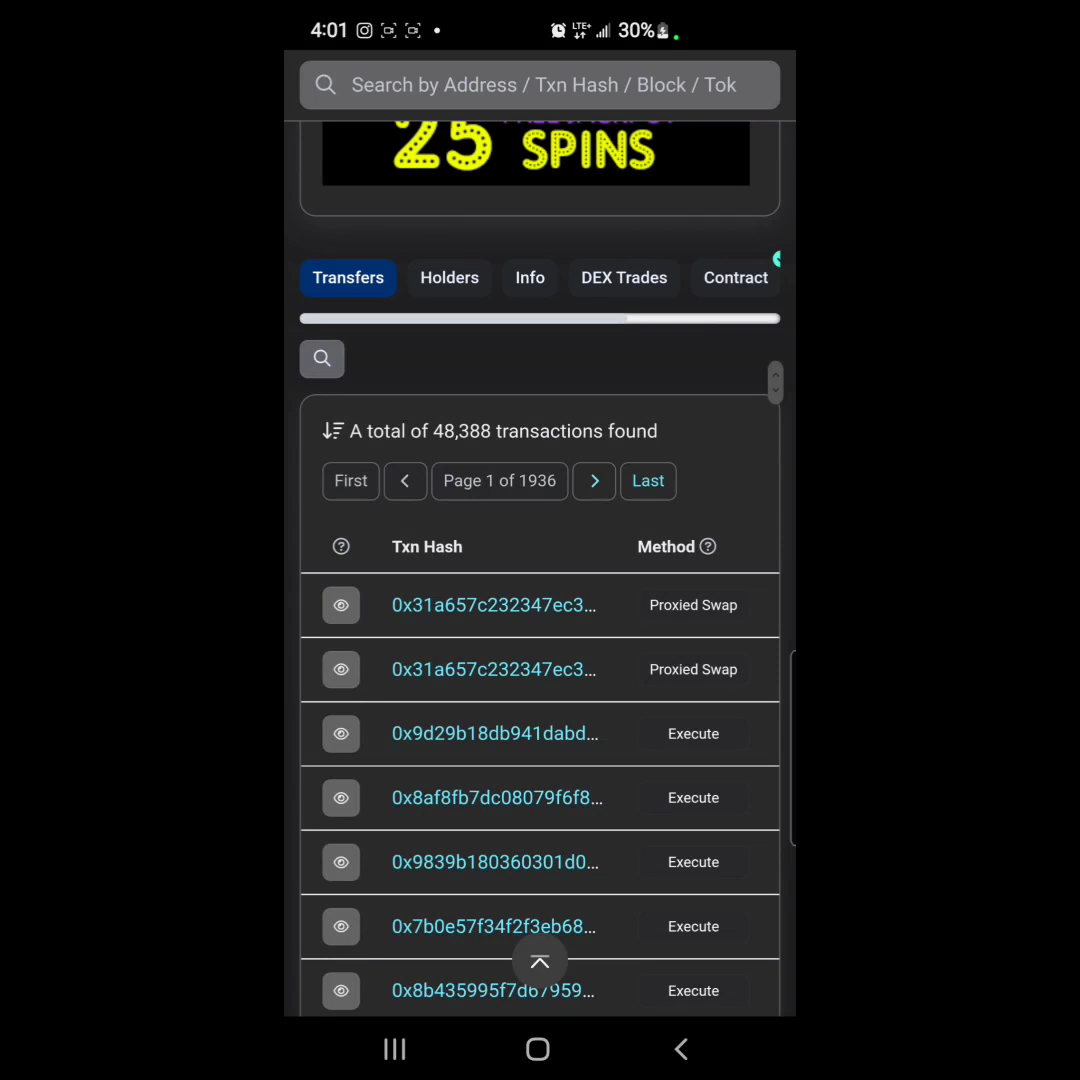 4:01
LTE+
30%
Search by Address / Txn Hash / Block / Tok
25 SPINS
Transfers Holders Info DEX Trades Contract
A total of 48,388 transactions found
First Page 1 of 1936 Last
Txn Hash Method
0x31a657c232347ec3... Proxied Swap
0x31a657c232347ec3... Proxied Swap
0x9d29b18db941dabd... Execute
0x8af8fb7dc08079f6f8... Execute
0x9839b180360301d0... Execute
0x7b0e57f34f2f3eb68... Execute
0x8b435995f7d67959... Execute